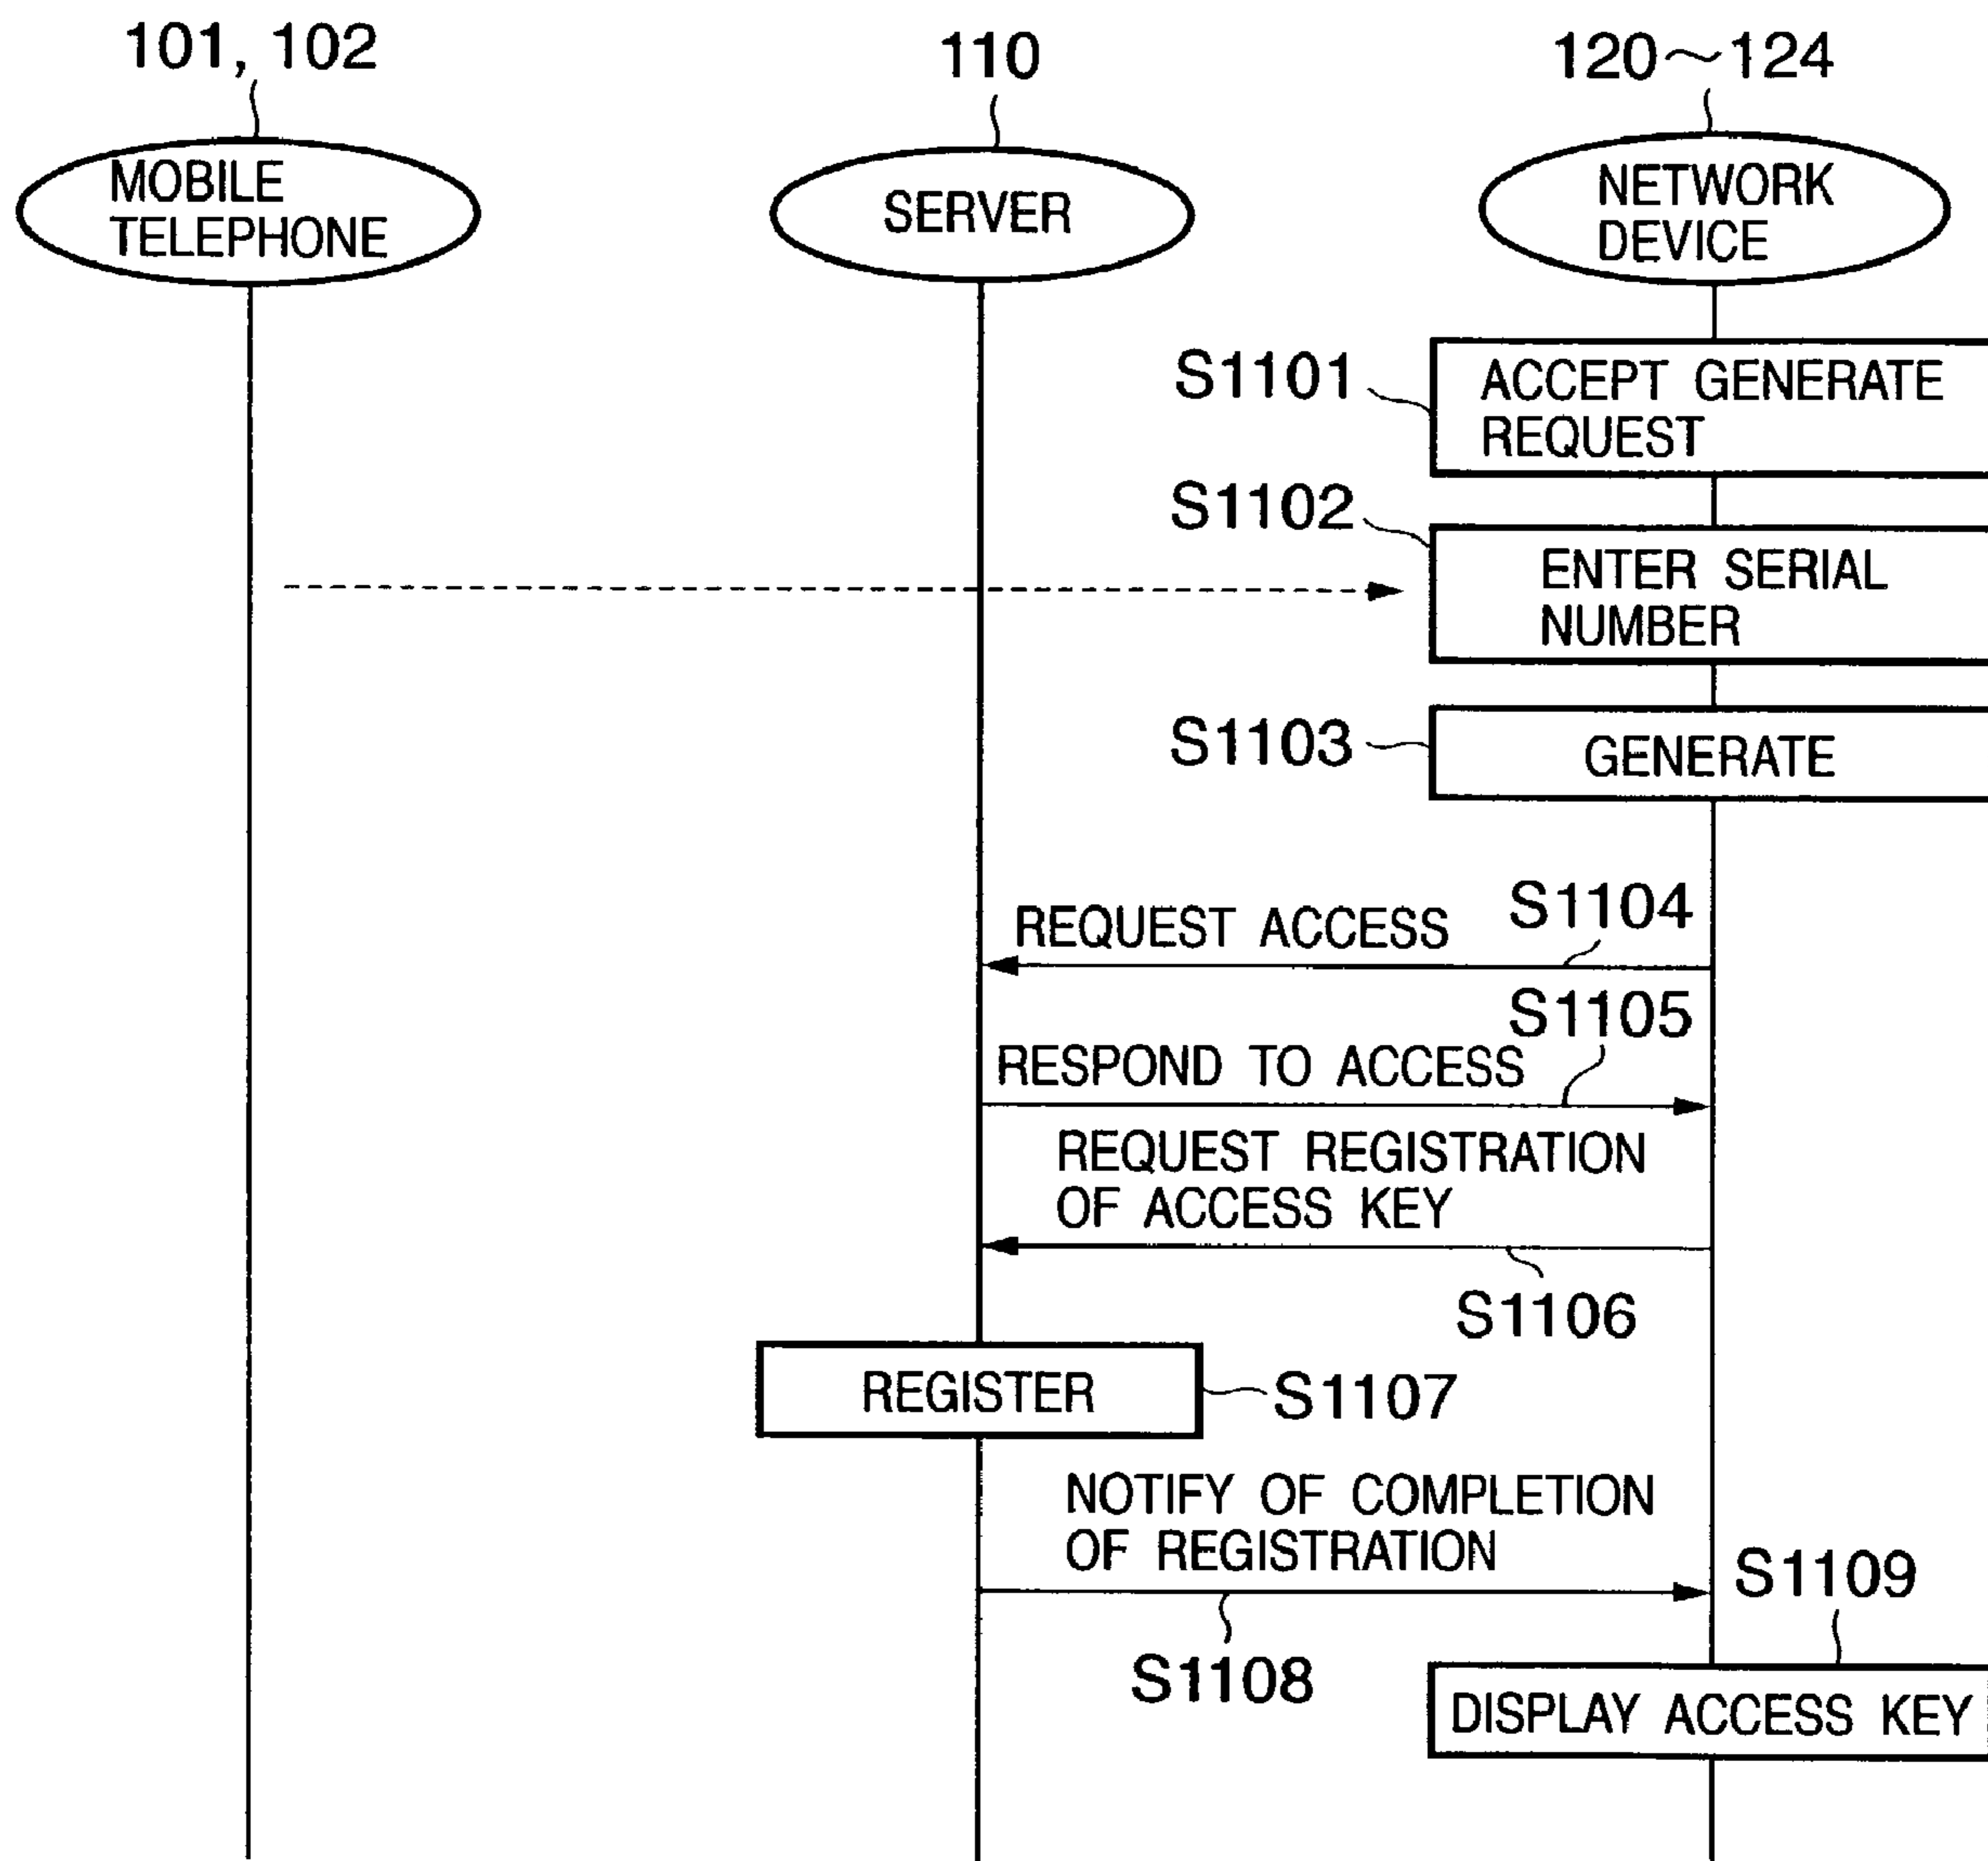 101, 102
110
120~124
MOBILE
TELEPHONE
SERVER
NETWORK
DEVICE
S1101
ACCEPT GENERATE
REQUEST
S1102
ENTER SERIAL
NUMBER
S1103
GENERATE
REQUEST ACCESS
S1104
S1105
RESPOND TO ACCESS
REQUEST REGISTRATION
OF ACCESS KEY
S1106
REGISTER
S1107
NOTIFY OF COMPLETION
OF REGISTRATION
S1108
S1109
DISPLAY ACCESS KEY